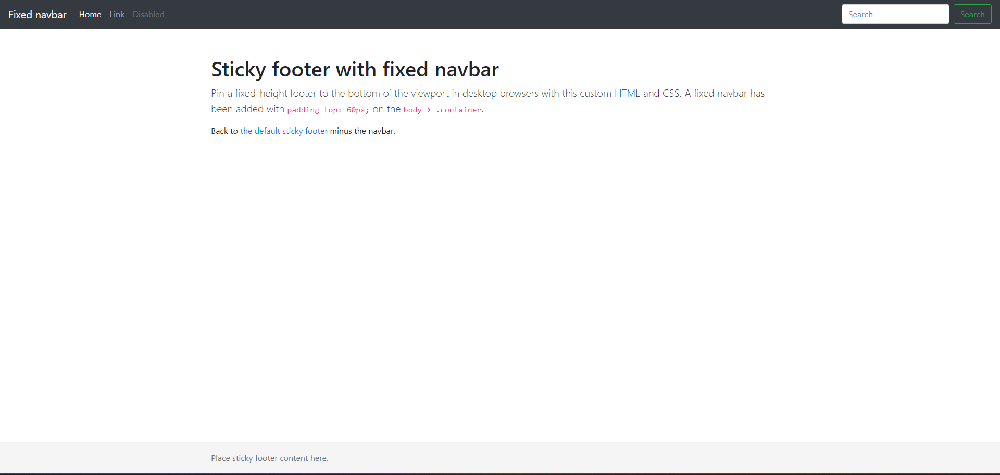 Fixed navbar Home Link Disabled Search Search
Sticky footer with fixed navbar
Pin a fixed-height footer to the bottom of the viewport in desktop browsers with this custom HTML and CSS. A fixed navbar has
been added with padding-top: 60px; on the body > .container.
Back to the default sticky footer minus the navbar.
Place sticky footer content here.